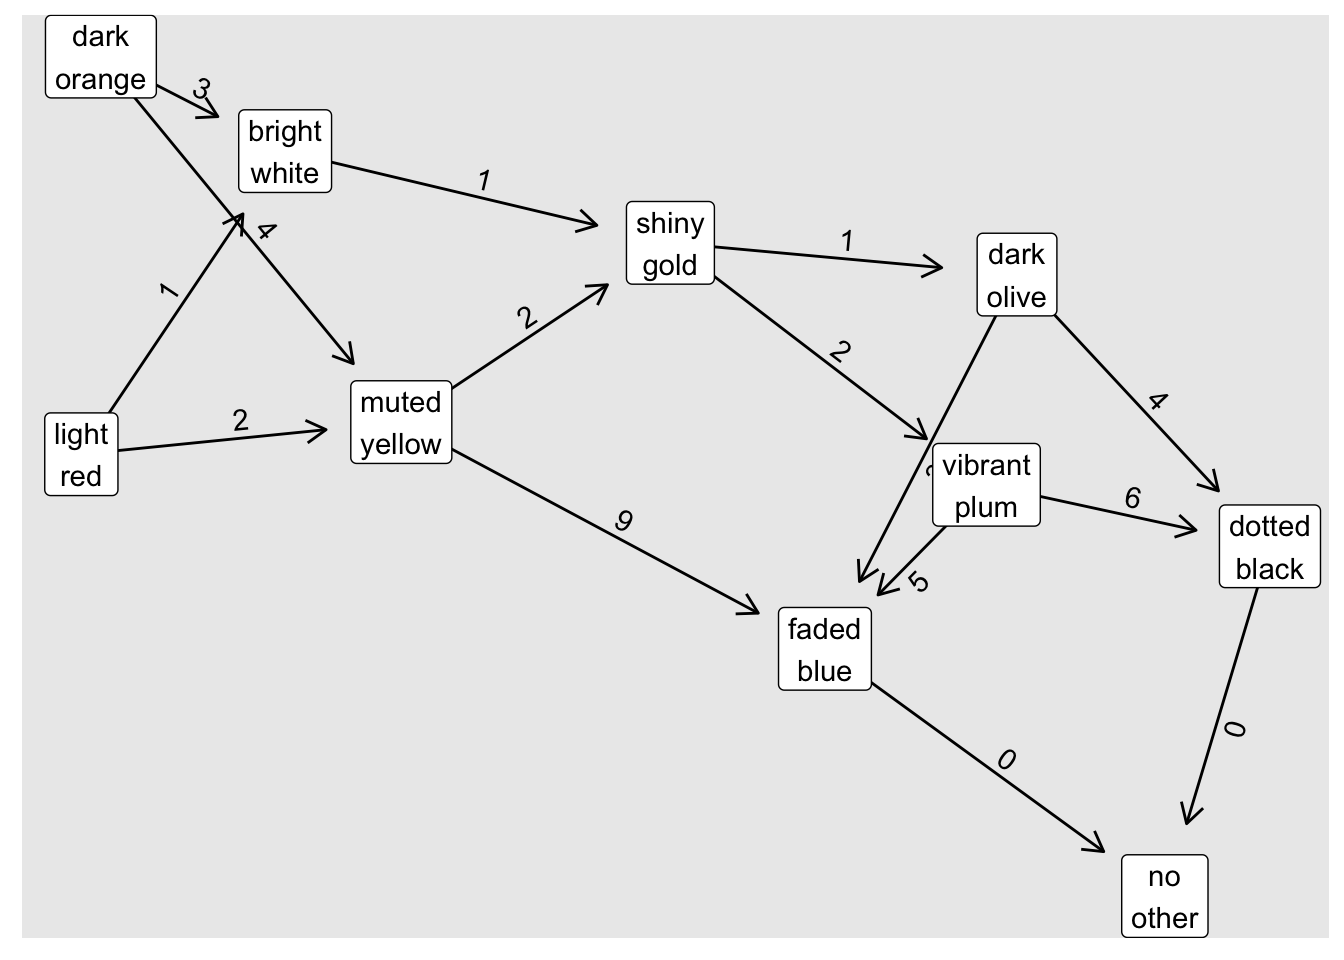 dark
orange
3
bright
white
1
shiny
gold
1
dark
olive
4
1
2
2
4
light
red
2
muted
yellow
9
vibrant
plum
6
5
dotted
black
faded
blue
0
0
no
other